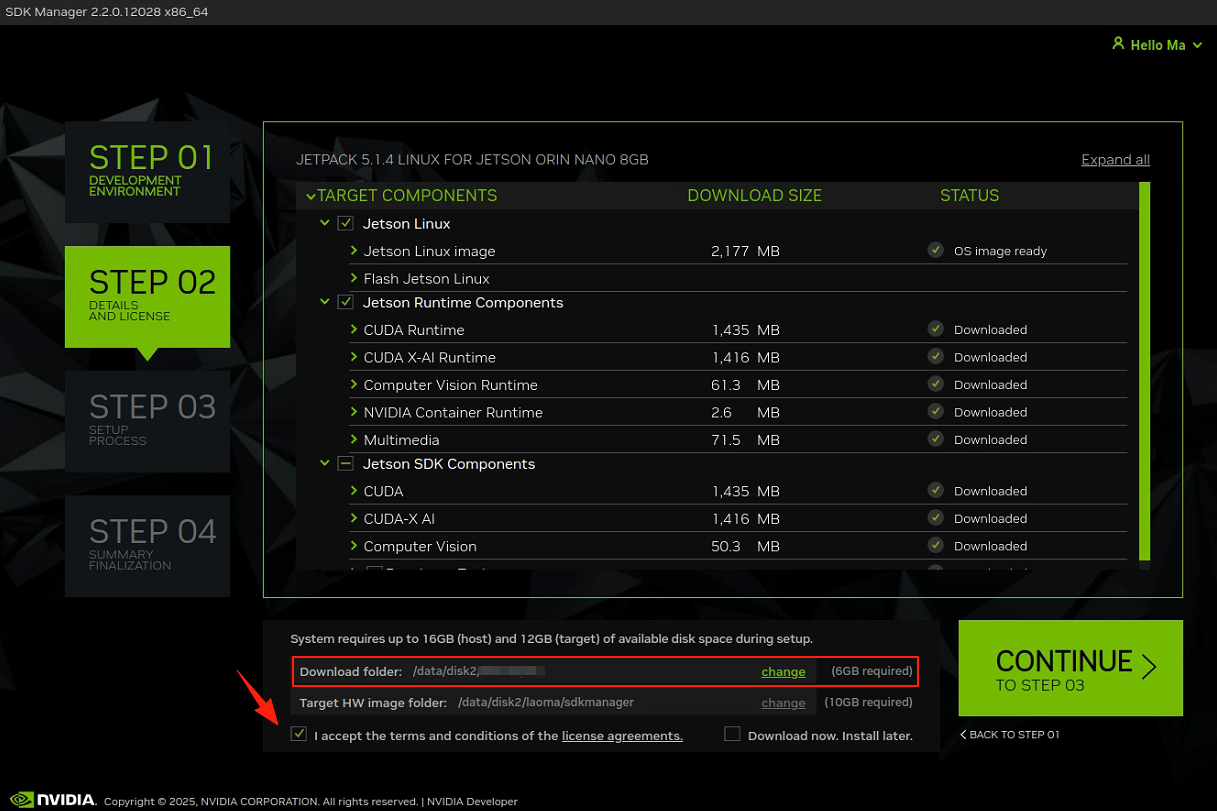 SDK Manager 2.2.0.12028 x86_64
Hello Ma
STEP 01
DEVELOPMENT
ENVIRONMENT
STEP 02
DETAILS
AND LICENSE
STEP 03
SETUP
PROCESS
STEP 04
SUMMARY
FINALIZATION
JETPACK 5.1.4 LINUX FOR JETSON ORIN NANO 8GB
Expand all
TARGET COMPONENTS DOWNLOAD SIZE STATUS
Jetson Linux
Jetson Linux image 2,177 MB OS image ready
Flash Jetson Linux
Jetson Runtime Components
CUDA Runtime 1,435 MB Downloaded
CUDA X-AI Runtime 1,416 MB Downloaded
Computer Vision Runtime 61.3 MB Downloaded
NVIDIA Container Runtime 2.6 MB Downloaded
Multimedia 71.5 MB Downloaded
Jetson SDK Components
CUDA 1,435 MB Downloaded
CUDA-X AI 1,416 MB Downloaded
Computer Vision 50.3 MB Downloaded
System requires up to 16GB (host) and 12GB (target) of available disk space during setup.
Download folder: /data/disk2/ change (6GB required)
Target HW image folder: /data/disk2/laoma/sdkmanager change (10GB required)
I accept the terms and conditions of the license agreements. Download now. Install later.
CONTINUE
TO STEP 03
BACK TO STEP 01
NVIDIA. Copyright © 2025, NVIDIA CORPORATION. All rights reserved. | NVIDIA Developer